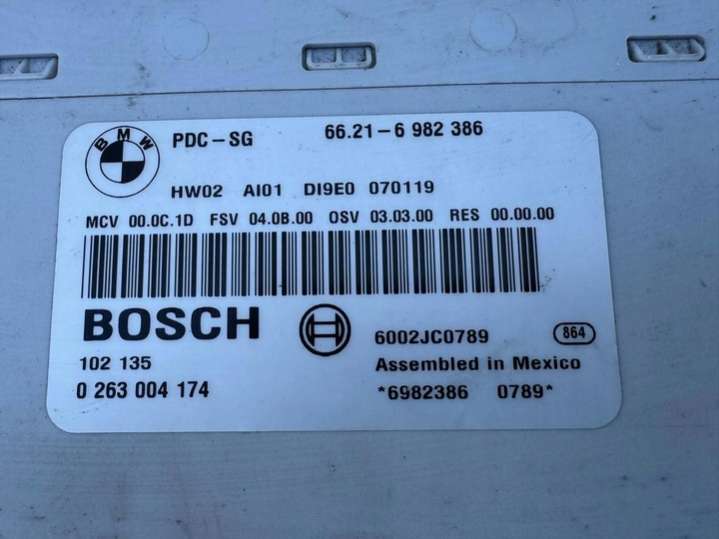 BMW
PDC-SG 66.21-6 982 386
HW02 AI01 DI9E0 070119
MCV 00.0C.1D FSV 04.0B.00 OSV 03.03.00 RES 00.00.00
BOSCH
6002JC0789 864
102 135 Assembled in Mexico
0 263 004 174 *6982386 0789*